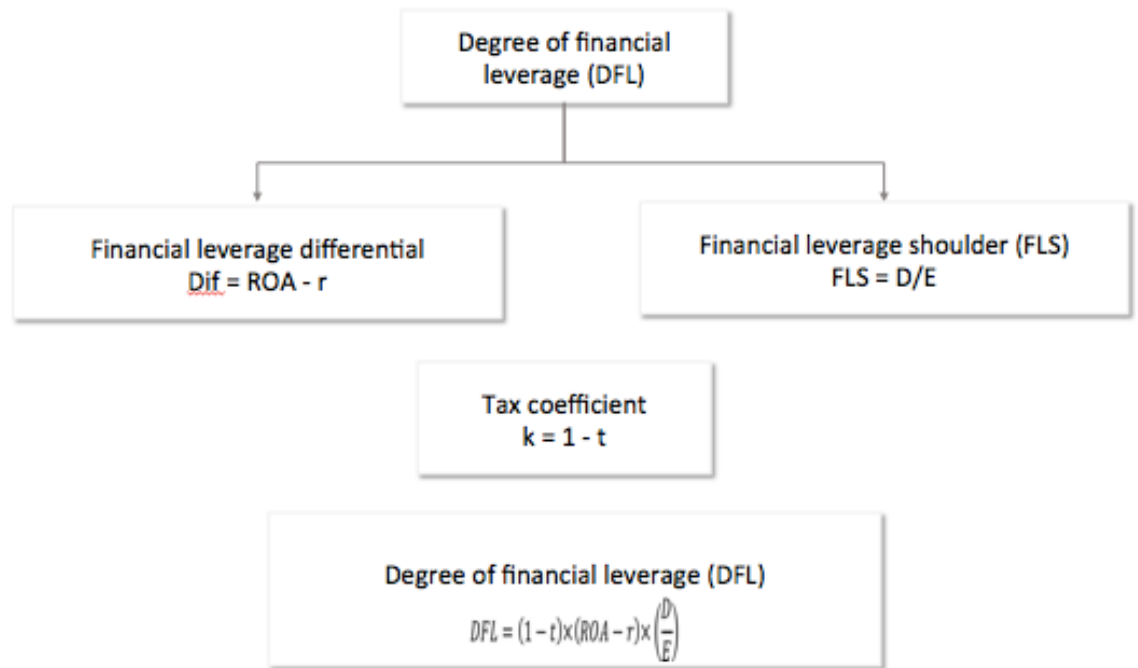 Degree of financial
leverage (DFL)
Financial leverage differential
Dif = ROA - r
Financial leverage shoulder (FLS)
FLS = D/E
Tax coefficient
k = 1 - t
Degree of financial leverage (DFL)
DFL = (1 - t)×(ROA - r)×(D/E)